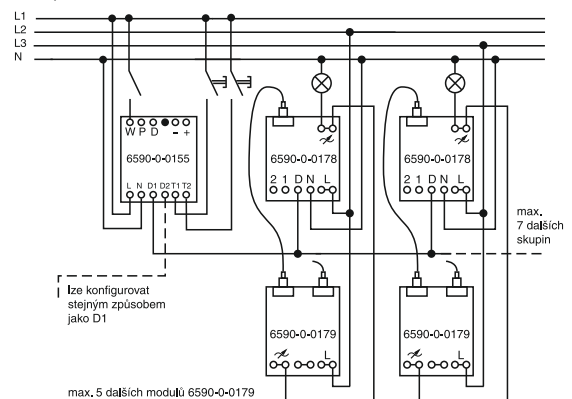 L1
L2
L3
N
W P D - +
6590-0-0155
L N D1 D2 T1 T2
6590-0-0178
2 1 D N L
6590-0-0178
2 1 D N L
max.
7 dalších
skupin
lze konfigurovat
stejným způsobem
jako D1
6590-0-0179
L
6590-0-0179
L
max. 5 dalších modulů 6590-0-0179